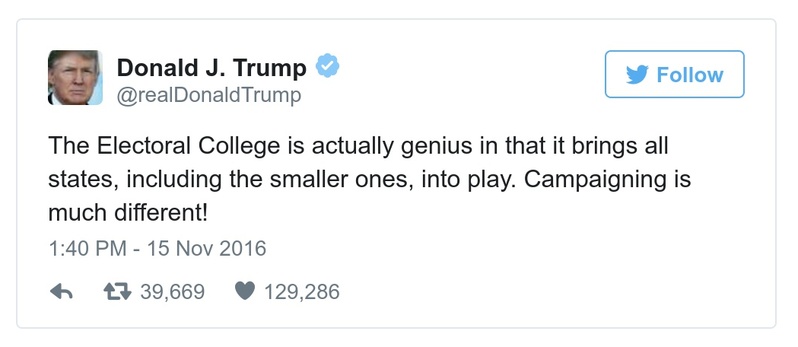 Donald J. Trump
@realDonaldTrump
Follow
The Electoral College is actually genius in that it brings all
states, including the smaller ones, into play. Campaigning is
much different!
1:40 PM - 15 Nov 2016
39,669 129,286